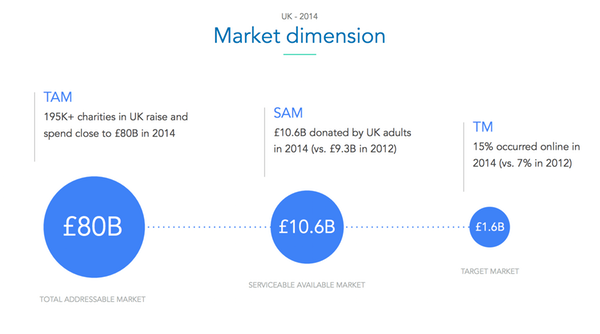 UK - 2014
Market dimension
TAM
195K+ charities in UK raise and
spend close to £80B in 2014
SAM
£10.6B donated by UK adults
in 2014 (vs. £9.3B in 2012)
TM
15% occurred online in
2014 (vs. 7% in 2012)
£80B
£10.6B
£1.6B
TOTAL ADDRESSABLE MARKET
SERVICEABLE AVAILABLE MARKET
TARGET MARKET